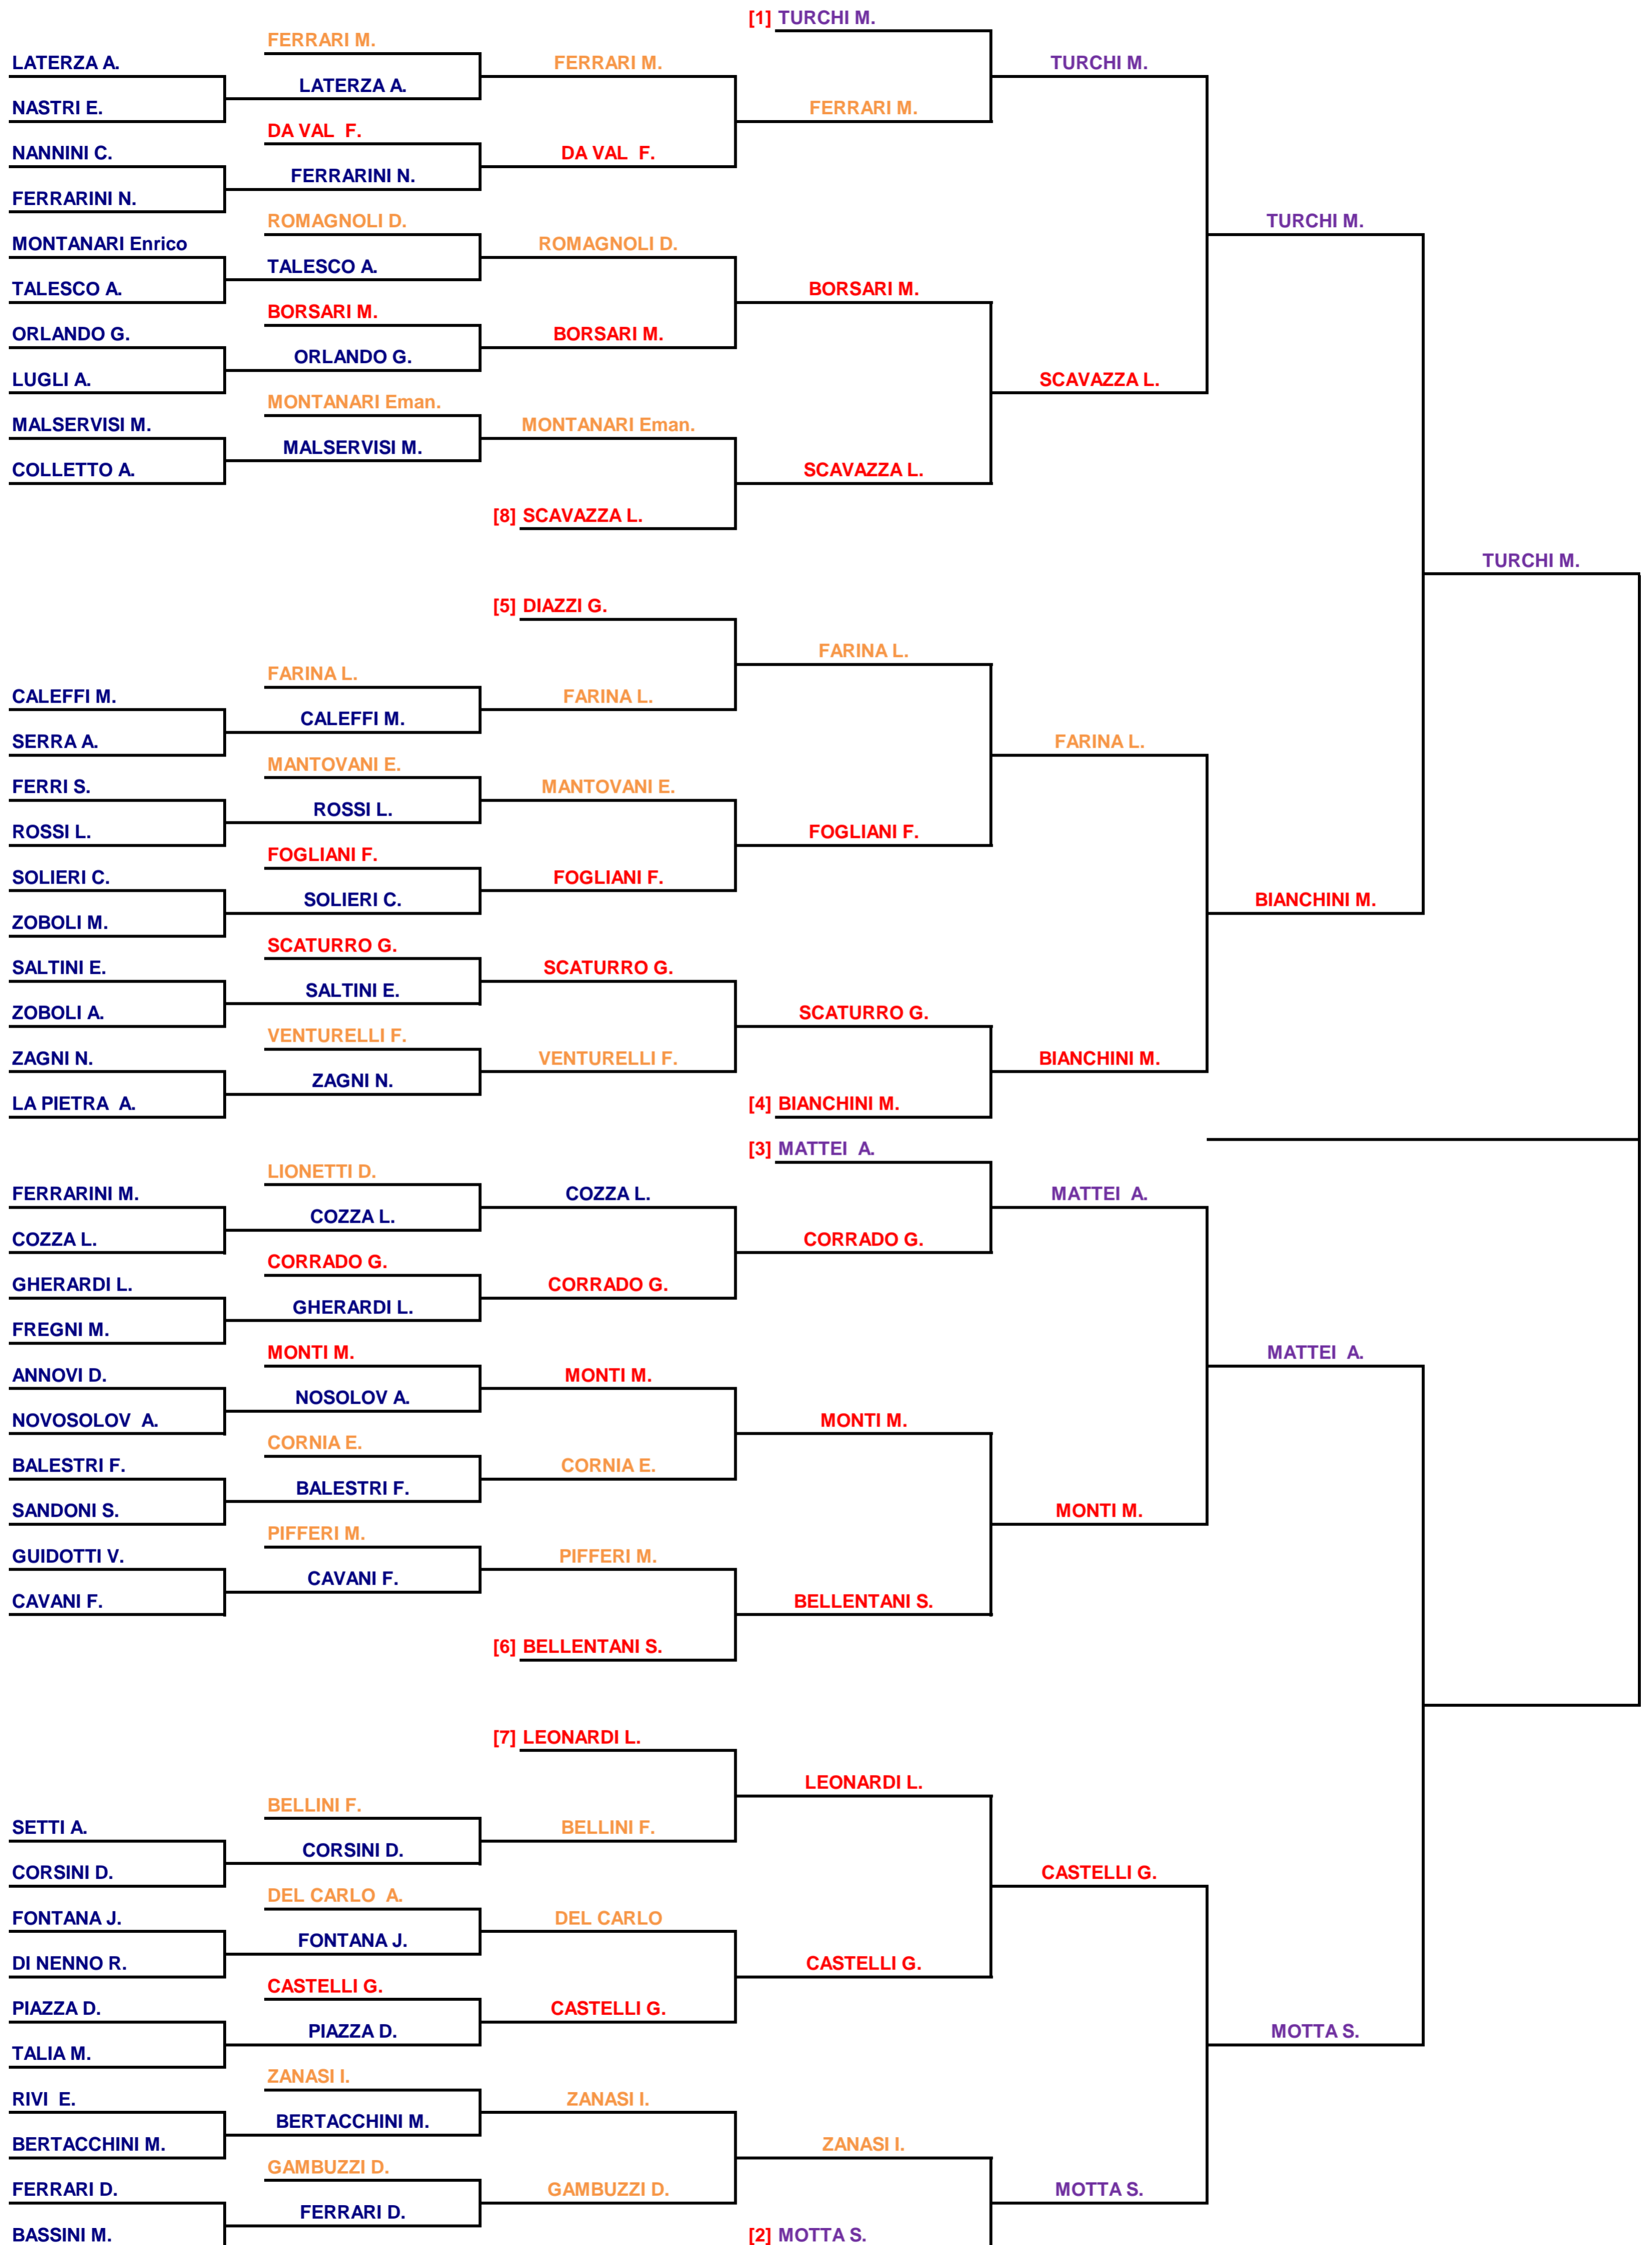 [1] TURCHI M.
FERRARI M.
LATERZA A.
FERRARI M.
TURCHI M.
LATERZA A.
NASTRI E.
FERRARI M.
DA VAL F.
NANNINI C.
DA VAL F.
FERRARINI N.
FERRARINI N.
ROMAGNOLI D.
TURCHI M.
MONTANARI Enrico
ROMAGNOLI D.
TALESCO A.
TALESCO A.
BORSARI M.
BORSARI M.
ORLANDO G.
BORSARI M.
ORLANDO G.
LUGLI A.
SCAVAZZA L.
MONTANARI Eman.
MALSERVISI M.
MONTANARI Eman.
MALSERVISI M.
COLLETTO A.
SCAVAZZA L.
[8] SCAVAZZA L.
TURCHI M.
[5] DIAZZI G.
FARINA L.
FARINA L.
CALEFFI M.
FARINA L.
CALEFFI M.
SERRA A.
FARINA L.
MANTOVANI E.
FERRI S.
MANTOVANI E.
ROSSI L.
ROSSI L.
FOGLIANI F.
FOGLIANI F.
SOLIERI C.
FOGLIANI F.
SOLIERI C.
BIANCHINI M.
ZOBOLI M.
SCATURRO G.
SALTINI E.
SCATURRO G.
SALTINI E.
ZOBOLI A.
SCATURRO G.
VENTURELLI F.
ZAGNI N.
VENTURELLI F.
BIANCHINI M.
ZAGNI N.
LA PIETRA A.
[4] BIANCHINI M.
[3] MATTEI A.
LIONETTI D.
FERRARINI M.
COZZA L.
MATTEI A.
COZZA L.
COZZA L.
CORRADO G.
CORRADO G.
GHERARDI L.
CORRADO G.
GHERARDI L.
FREGNI M.
MONTI M.
MATTEI A.
ANNOVI D.
MONTI M.
NOSOLOV A.
NOVOSOLOV A.
MONTI M.
CORNIA E.
BALESTRI F.
CORNIA E.
BALESTRI F.
SANDONI S.
MONTI M.
PIFFERI M.
GUIDOTTI V.
PIFFERI M.
CAVANI F.
CAVANI F.
BELLENTANI S.
[6] BELLENTANI S.
[7] LEONARDI L.
LEONARDI L.
BELLINI F.
SETTI A.
BELLINI F.
CORSINI D.
CORSINI D.
CASTELLI G.
DEL CARLO A.
FONTANA J.
DEL CARLO
FONTANA J.
DI NENNO R.
CASTELLI G.
CASTELLI G.
PIAZZA D.
CASTELLI G.
PIAZZA D.
MOTTA S.
TALIA M.
ZANASI I.
RIVI E.
ZANASI I.
BERTACCHINI M.
BERTACCHINI M.
ZANASI I.
GAMBUZZI D.
FERRARI D.
GAMBUZZI D.
MOTTA S.
FERRARI D.
BASSINI M.
[2] MOTTA S.